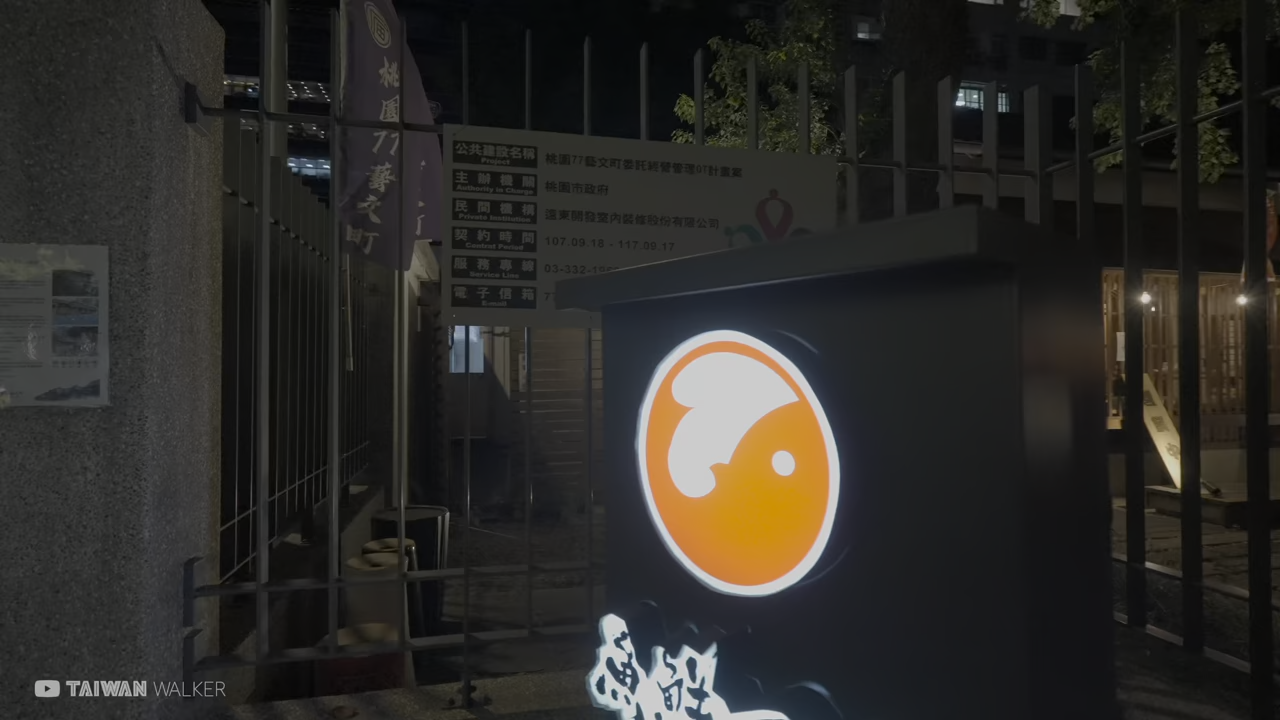 桃園77藝文町
公共建設名稱 桃園77藝文町委託經營管理OT計畫案
Project
主辦機關 桃園市政府
Authority in Charge
民間機構 遠東開發室內裝修股份有限公司
Private Institution
契約時間 107.09.18 - 117.09.17
Contract Period
服務專線 03-332-1
Service Line
電子信箱 7
E-mail
TAIWAN WALKER